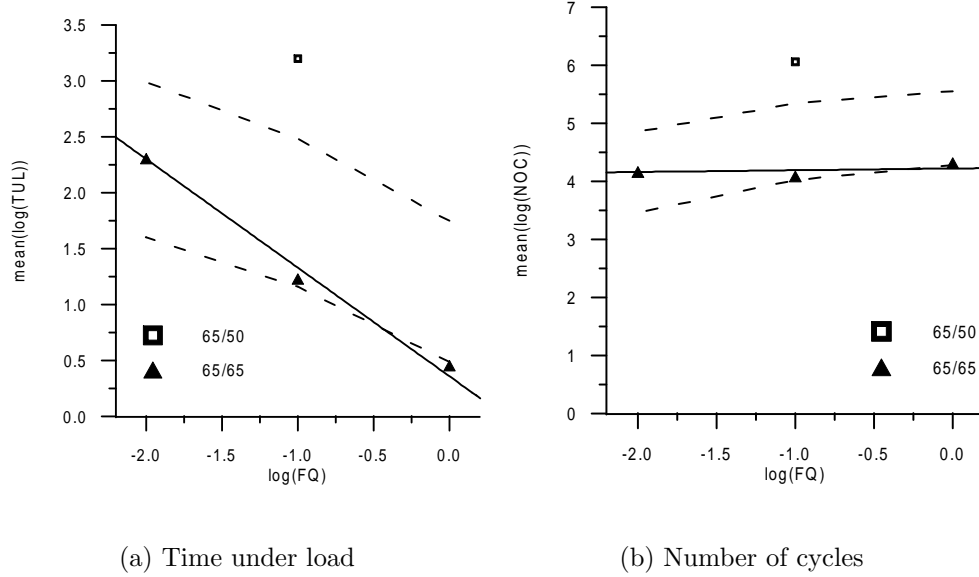 3.5
3.0
2.5
2.0
1.5
1.0
0.5
0.0
mean(log(TUL))
65/50
65/65
-2.0 -1.5 -1.0 -0.5 0.0
log(FQ)
(a) Time under load
7
6
5
4
3
2
1
0
mean(log(NOC))
65/50
65/65
-2.0 -1.5 -1.0 -0.5 0.0
log(FQ)
(b) Number of cycles